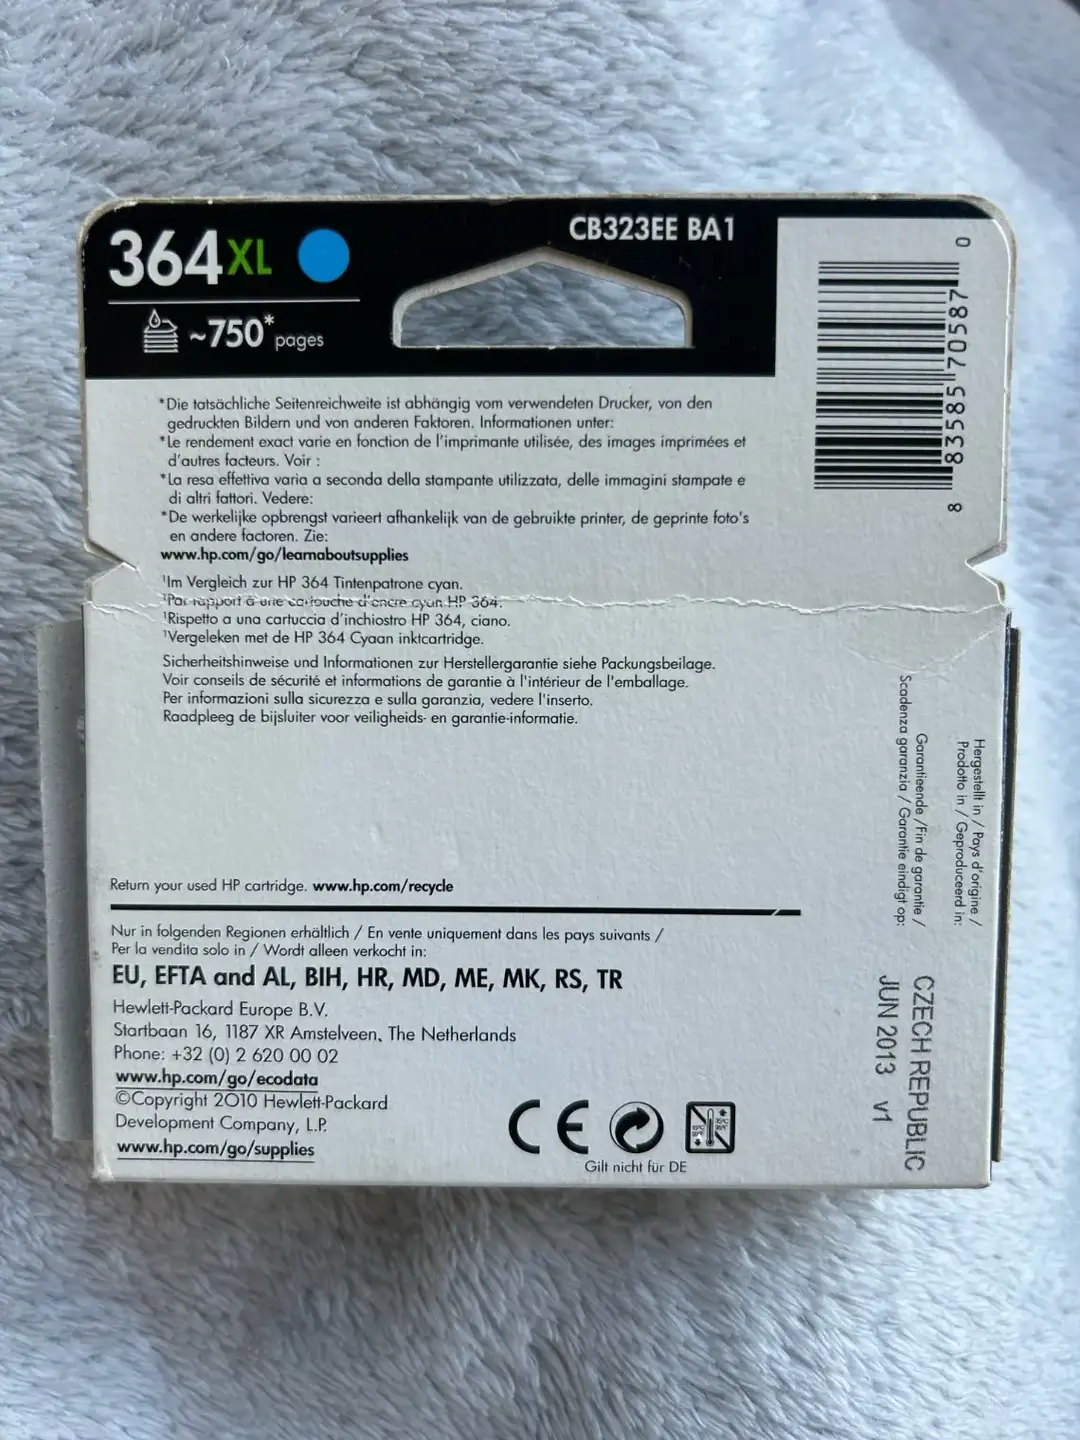 364XL
~750* pages
CB323EE BA1
8 83585 70587 0
*Die tatsächliche Seitenreichweite ist abhängig vom verwendeten Drucker, von den
gedruckten Bildern und von anderen Faktoren. Informationen unter:
*Le rendement exact varie en fonction de l'imprimante utilisée, des images imprimées et
d'autres facteurs. Voir :
*La resa effettiva varia a seconda della stampante utilizzata, delle immagini stampate e
di altri fattori. Vedere:
*De werkelijke opbrengst varieert afhankelijk van de gebruikte printer, de geprinte foto's
en andere factoren. Zie:
www.hp.com/go/learnaboutsupplies
¹Im Vergleich zur HP 364 Tintenpatrone cyan.
¹Par rapport à une cartouche d'encre cyan HP 364.
¹Rispetto a una cartuccia d'inchiostro HP 364, ciano.
¹Vergeleken met de HP 364 Cyaan inktcartridge.
Sicherheitshinweise und Informationen zur Herstellergarantie siehe Packungsbeilage.
Voir conseils de sécurité et informations de garantie à l'intérieur de l'emballage.
Per informazioni sulla sicurezza e sulla garanzia, vedere l'inserto.
Raadpleeg de bijsluiter voor veiligheids- en garantie-informatie.
Hergestellt in / Pays d'origine /
Prodotto in / Geproduceerd in:
CZECH REPUBLIC
Garantieende /Fin de garantie /
Scadenza garanzia / Garantie eindigt op:
JUN 2013 v1
Return your used HP cartridge. www.hp.com/recycle
Nur in folgenden Regionen erhältlich / En vente uniquement dans les pays suivants /
Per la vendita solo in / Wordt alleen verkocht in:
EU, EFTA and AL, BIH, HR, MD, ME, MK, RS, TR
Hewlett-Packard Europe B.V.
Startbaan 16, 1187 XR Amstelveen, The Netherlands
Phone: +32 (0) 2 620 00 02
www.hp.com/go/ecodata
©Copyright 2010 Hewlett-Packard
Development Company, L.P.
www.hp.com/go/supplies
CE
Gilt nicht für DE